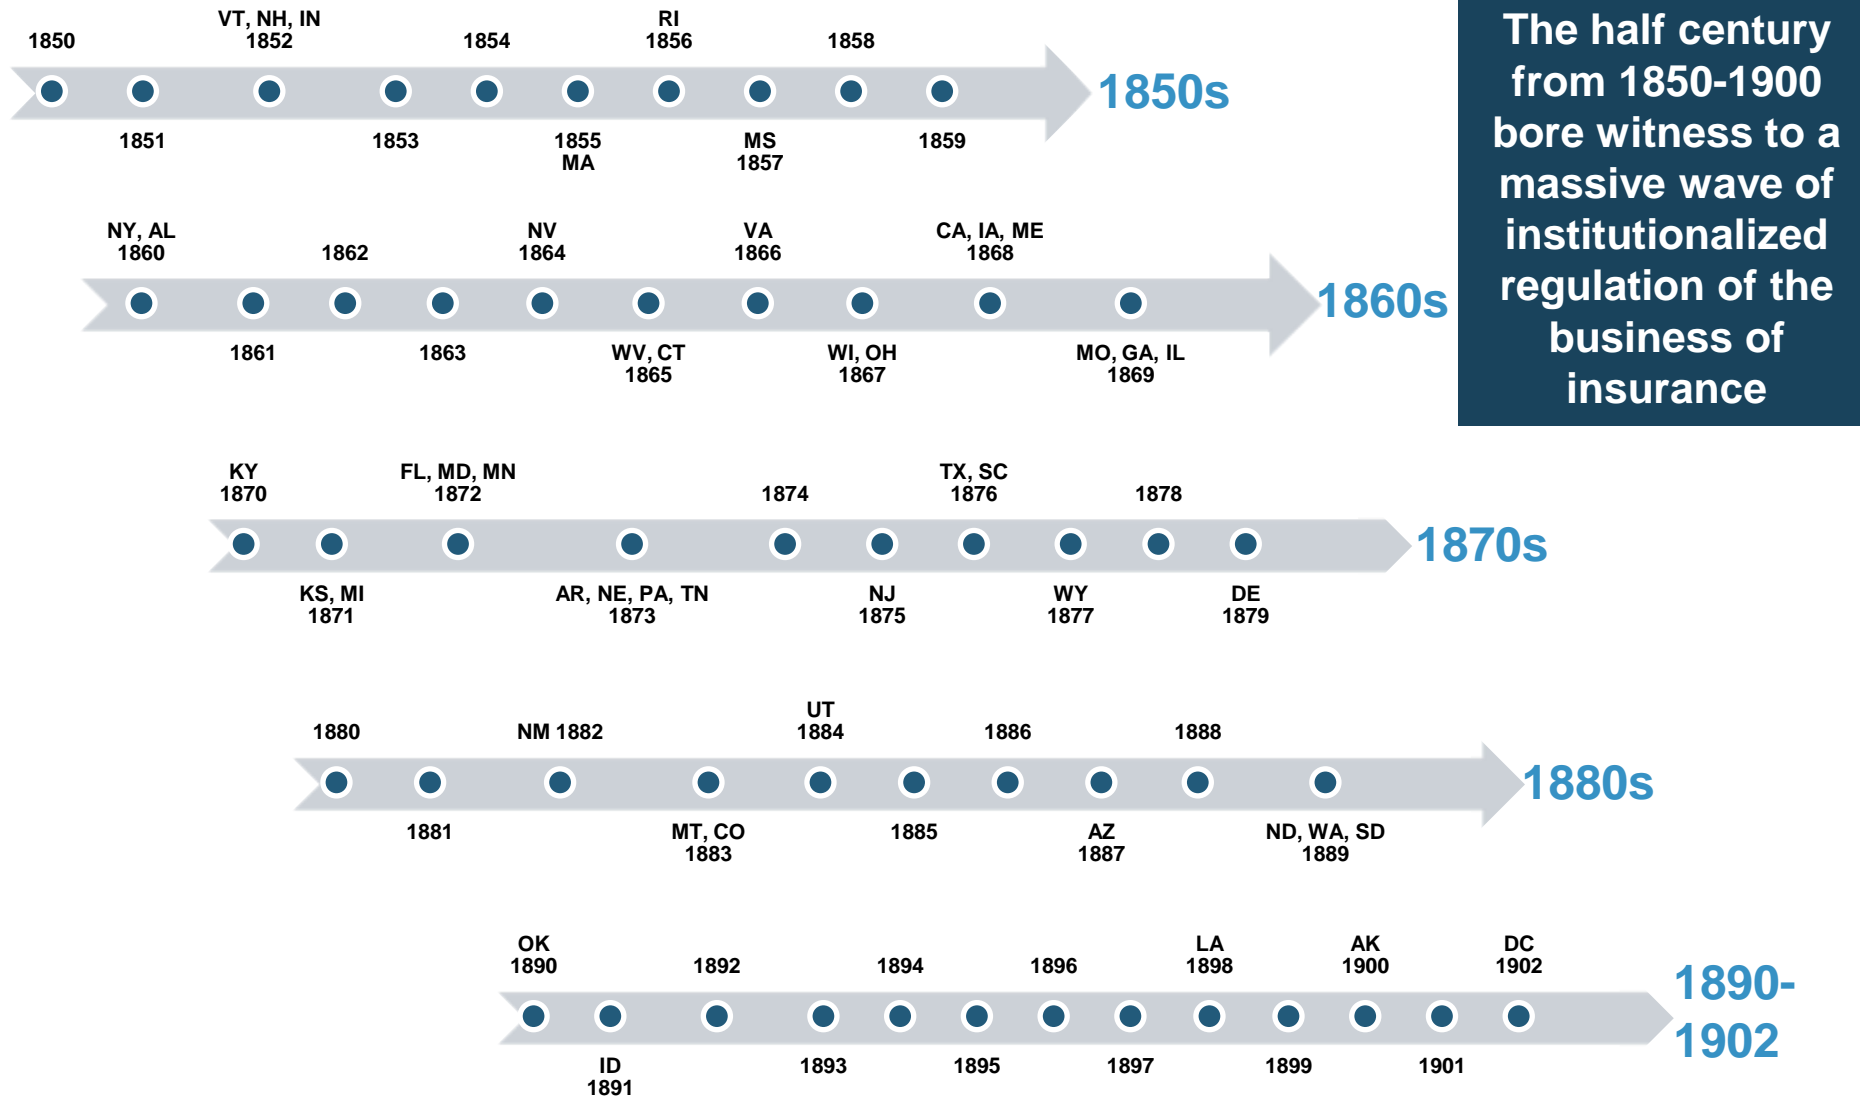 VT, NH, IN
RI
1850
1852
1854
1856
1858
1850s
1851
1853
1855
MA
MS
1857
1859
The half century
from 1850-1900
bore witness to a
massive wave of
institutionalized
regulation of the
business of
insurance
NY, AL
1860
1862
NV
1864
VA
1866
CA, IA, ME
1868
1860s
1861
1863
WV, CT
1865
WI, OH
1867
MO, GA, IL
1869
KY
1870
FL, MD, MN
1872
1874
TX, SC
1876
1878
1870s
KS, MI
1871
AR, NE, PA, TN
1873
NJ
1875
WY
1877
DE
1879
1880
NM 1882
UT
1884
1886
1888
1880s
1881
MT, CO
1883
1885
AZ
1887
ND, WA, SD
1889
OK
1890
1892
1894
1896
LA
1898
AK
1900
DC
1902
1890-
1902
ID
1891
1893
1895
1897
1899
1901